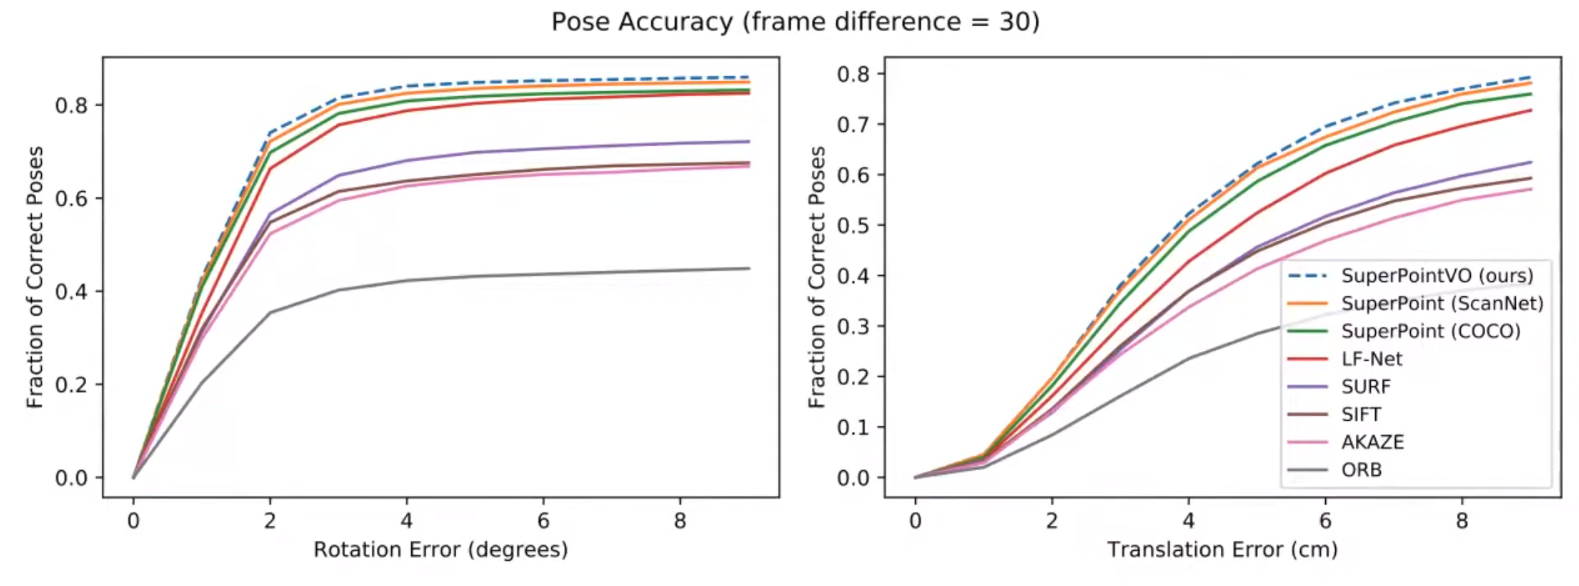 Pose Accuracy (frame difference = 30)
Fraction of Correct Poses
0.8
0.6
0.4
0.2
0.0
0
2
4
6
8
Rotation Error (degrees)
Fraction of Correct Poses
0.8
0.7
0.6
0.5
0.4
0.3
0.2
0.1
0.0
SuperPointVO (ours)
SuperPoint (ScanNet)
SuperPoint (COCO)
LF-Net
SURF
SIFT
AKAZE
ORB
0
2
4
6
8
Translation Error (cm)